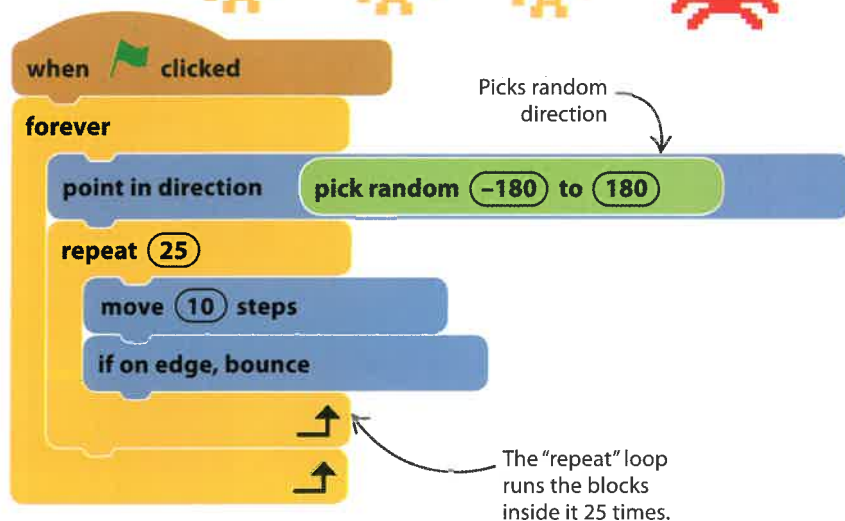 when clicked
Picks random
direction
forever
point in direction pick random –180 to 180
repeat 25
move 10 steps
if on edge, bounce
The “repeat” loop
runs the blocks
inside it 25 times.